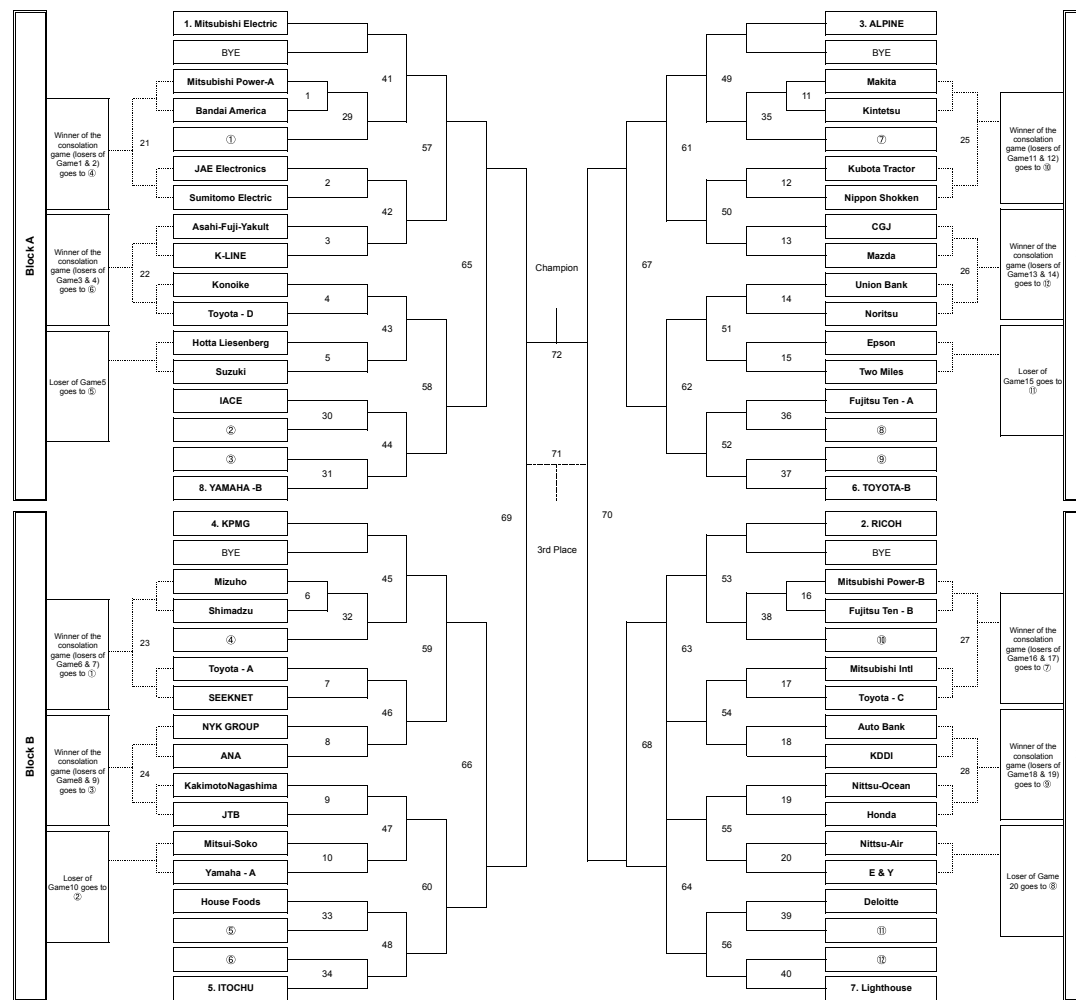 Block A
1. Mitsubishi Electric
BYE
Mitsubishi Power-A
Bandai America
①
JAE Electronics
Sumitomo Electric
Asahi-Fuji-Yakult
K-LINE
Konoike
Toyota - D
Hotta Liesenberg
Suzuki
IACE
②
③
8. YAMAHA -B
Winner of the
consolation
game (losers of
Game1 & 2)
goes to ④
Winner of the
consolation
game (losers of
Game3 & 4)
goes to ⑥
Loser of Game5
goes to ⑤
21
22
1
2
3
4
5
29
30
31
41
42
43
44
57
58
65
Block B
4. KPMG
BYE
Mizuho
Shimadzu
④
Toyota - A
SEEKNET
NYK GROUP
ANA
KakimotoNagashima
JTB
Mitsui-Soko
Yamaha - A
House Foods
⑤
⑥
5. ITOCHU
Winner of the
consolation
game (losers of
Game6 & 7)
goes to ①
Winner of the
consolation
game (losers of
Game8 & 9)
goes to ③
Loser of
Game10 goes to
②
23
24
6
7
8
9
10
32
33
34
45
46
47
48
59
60
66
69
Champion
72
71
3rd Place
70
3. ALPINE
BYE
Makita
Kintetsu
⑦
Kubota Tractor
Nippon Shokken
CGJ
Mazda
Union Bank
Noritsu
Epson
Two Miles
Fujitsu Ten - A
⑧
⑨
6. TOYOTA-B
Winner of the
consolation
game (losers of
Game11 & 12)
goes to ⑩
Winner of the
consolation
game (losers of
Game13 & 14)
goes to ⑫
Loser of
Game15 goes to
⑪
25
26
11
12
13
14
15
35
36
37
49
50
51
52
61
62
67
2. RICOH
BYE
Mitsubishi Power-B
Fujitsu Ten - B
⑩
Mitsubishi Intl
Toyota - C
Auto Bank
KDDI
Nittsu-Ocean
Honda
Nittsu-Air
E & Y
Deloitte
⑪
⑫
7. Lighthouse
Winner of the
consolation
game (losers of
Game16 & 17)
goes to ⑦
Winner of the
consolation
game (losers of
Game18 & 19)
goes to ⑨
Loser of Game
20 goes to ⑧
27
28
16
17
18
19
20
38
39
40
53
54
55
56
63
64
68